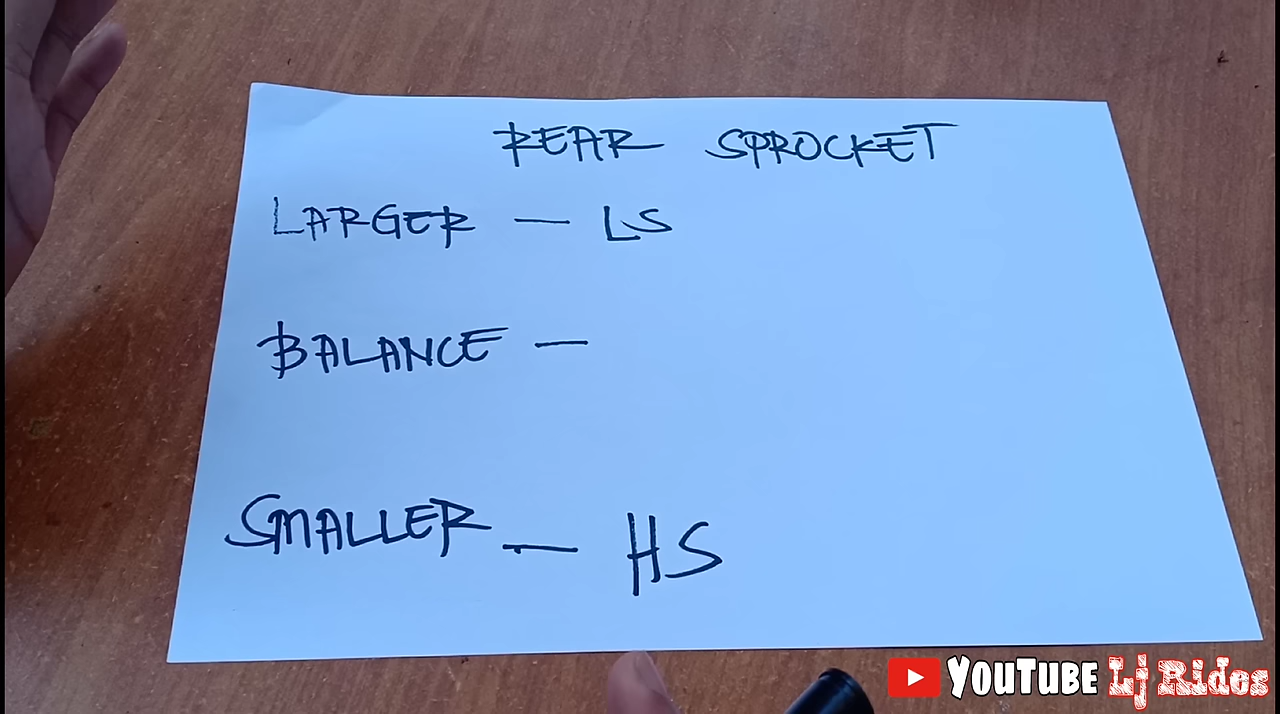 REAR SPROCKET
LARGER — LS
BALANCE —
SMALLER — HS
YOUTUBE Lj Rides